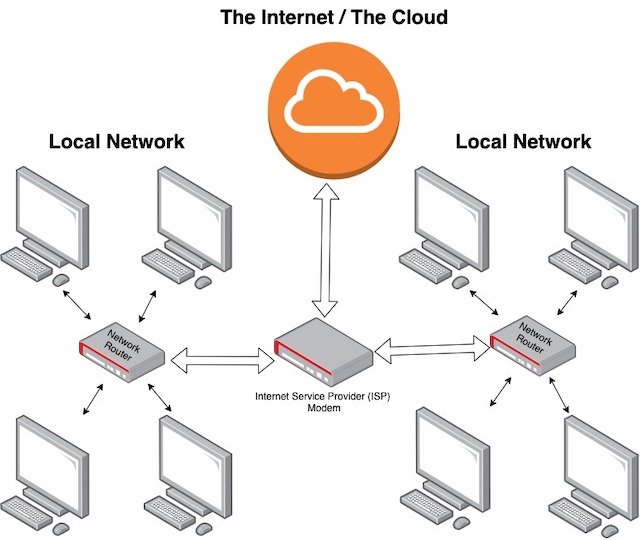 The Internet / The Cloud
Local Network
Local Network
Network
Router
Network
Router
Internet Service Provider (ISP)
Modem